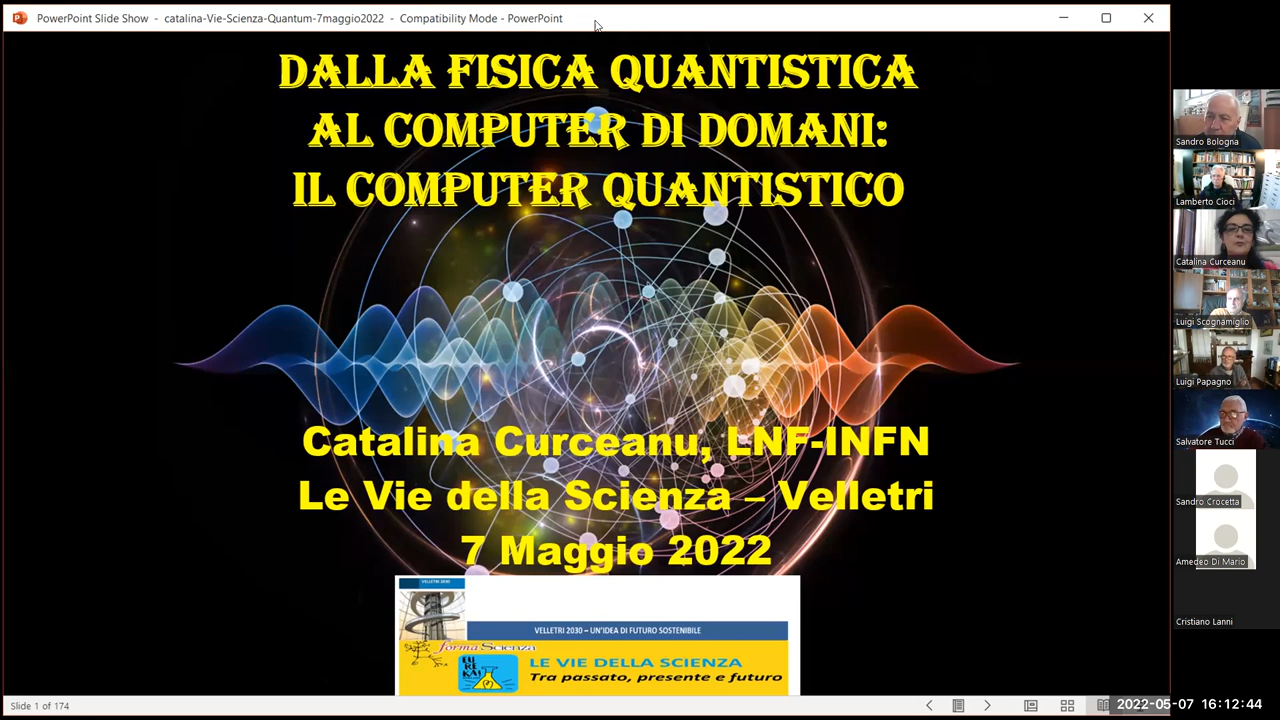 PowerPoint Slide Show - catalina-Vie-Scienza-Quantum-7maggio2022 - Compatibility Mode - PowerPoint
DALLA FISICA QUANTISTICA
AL COMPUTER DI DOMANI:
IL COMPUTER QUANTISTICO
Catalina Curceanu, LNF-INFN
Le Vie della Scienza – Velletri
7 Maggio 2022
VELLETRI 2030
VELLETRI 2030 – UN'IDEA DI FUTURO SOSTENIBILE
formaScienza
EUREKA!
LE VIE DELLA SCIENZA
Tra passato, presente e futuro
Sandro Bologna
Lamberto Cioci
Catalina Curceanu
Luigi Scognamiglio
Luigi Papagno
Salvatore Tucci
Sandro Crocetta
Amedeo Di Mario
Cristiano Lanni
Slide 1 of 174
2022-05-07 16:12:44